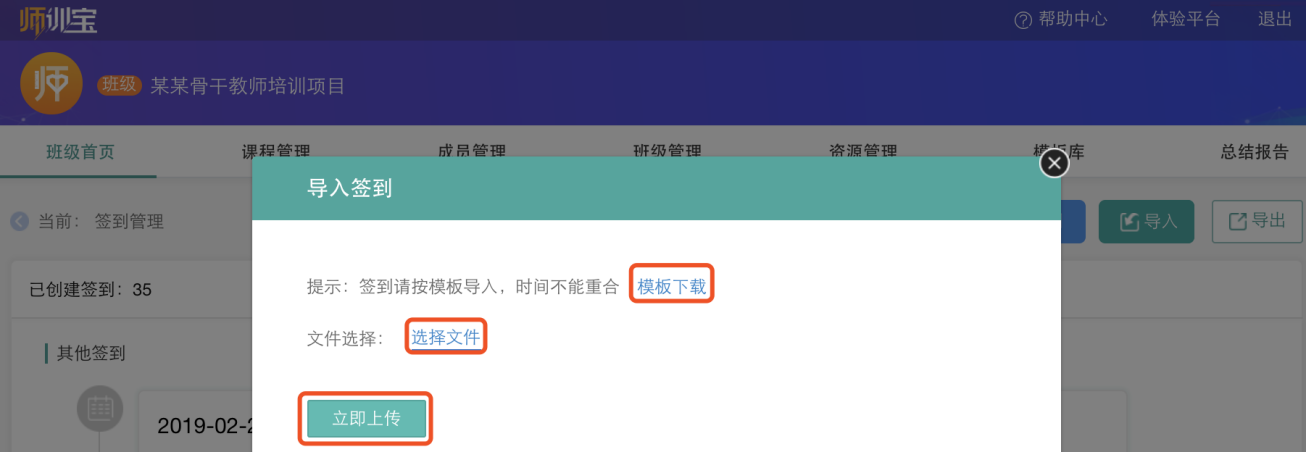 师训宝
帮助中心 体验平台 退出
师 班级 某某骨干教师培训项目
班级首页 课程管理 成员管理 班级管理 资源管理 模板库 总结报告
导入签到
当前： 签到管理 导入 导出
提示：签到请按模板导入，时间不能重合 模板下载
已创建签到：35
文件选择： 选择文件
其他签到
立即上传
2019-02-2